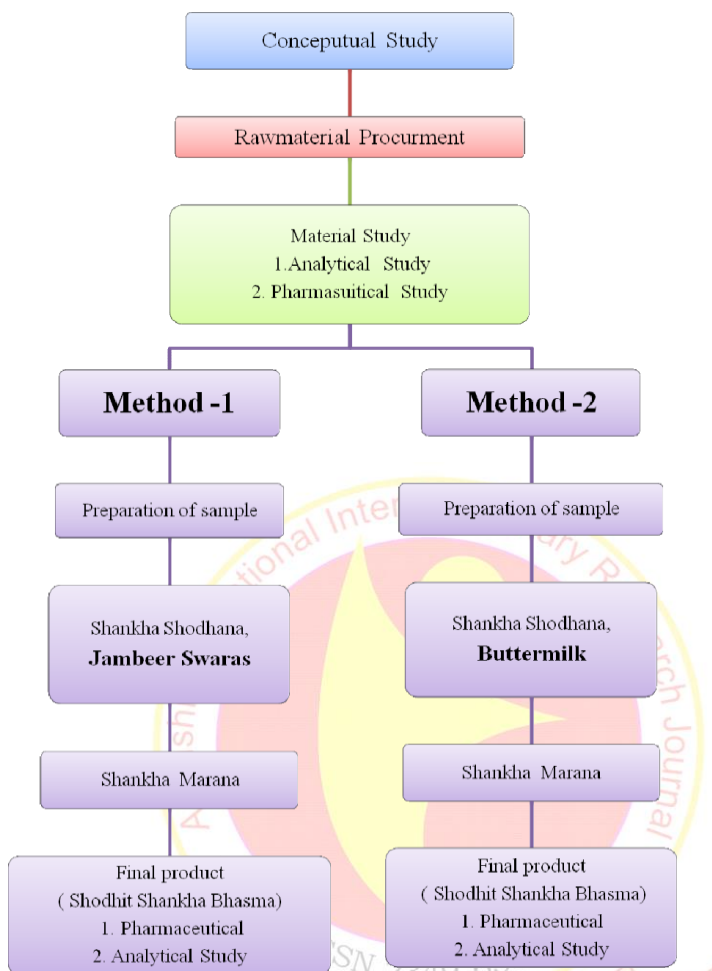 Conceputual Study
Rawmaterial Procurment
Material Study
1.Analytical Study
2. Pharmasuitical Study
Method -1
Preparation of sample
Shankha Shodhana,
Jambeer Swaras
Shankha Marana
Final product
( Shodhit Shankha Bhasma)
1. Pharmaceutical
2. Analytical Study
Method -2
Preparation of sample
Shankha Shodhana,
Buttermilk
Shankha Marana
Final product
( Shodhit Shankha Bhasma)
1. Pharmaceutical
2. Analytical Study
Journal